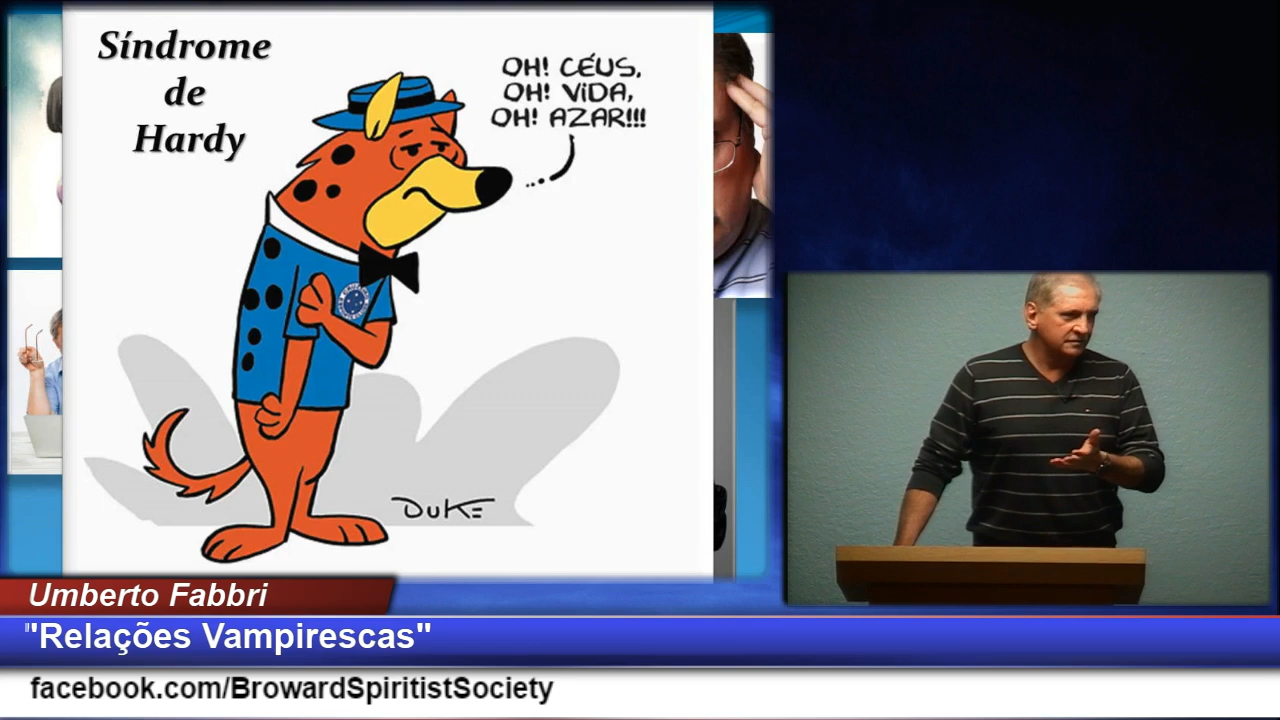 Síndrome
de
Hardy
OH! CÉUS,
OH! VIDA,
OH! AZAR!!!
DUKE
Umberto Fabbri
"Relações Vampirescas"
facebook.com/BrowardSpiritistSociety